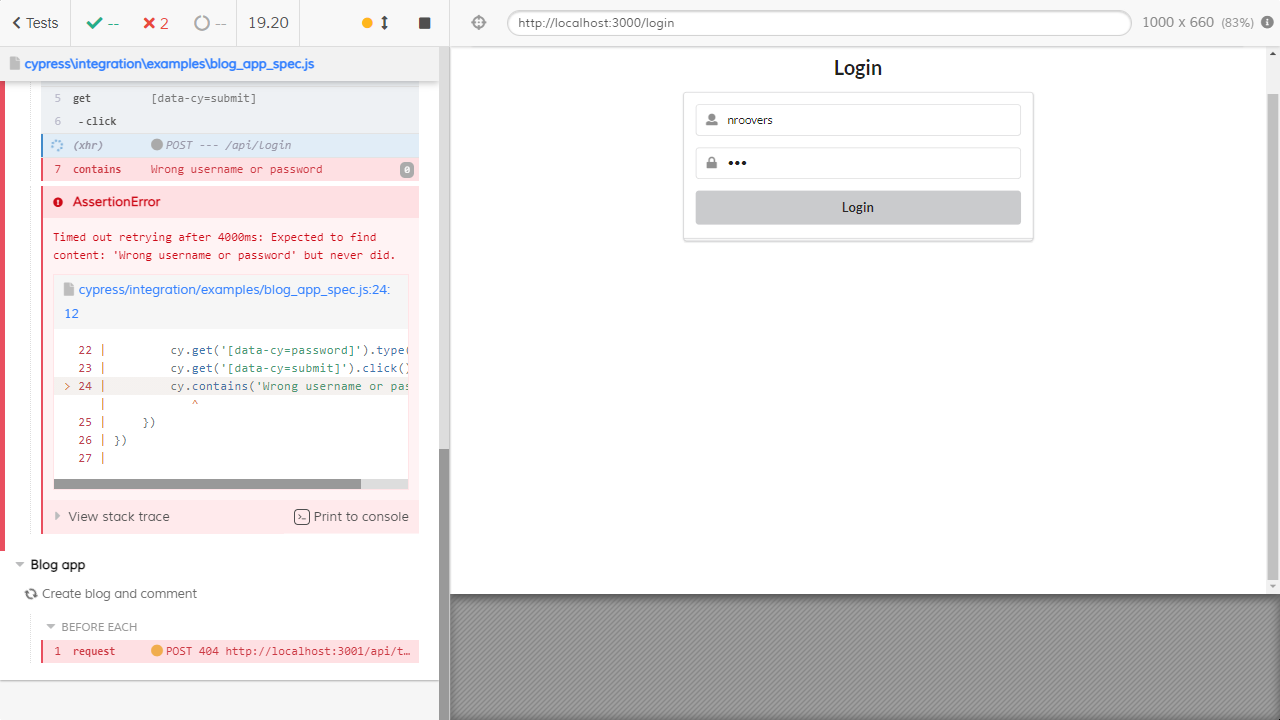 Tests -- 2 -- 19.20
cypress\integration\examples\blog_app_spec.js
5 get [data-cy=submit]
6 -click
(xhr) POST --- /api/login
7 contains Wrong username or password 0
AssertionError
Timed out retrying after 4000ms: Expected to find
content: 'Wrong username or password' but never did.
cypress/integration/examples/blog_app_spec.js:24:
12
22 | cy.get('[data-cy=password]').type(
23 | cy.get('[data-cy=submit]').click()
> 24 | cy.contains('Wrong username or pas
| ^
25 | })
26 | })
27 |
View stack trace Print to console
Blog app
Create blog and comment
BEFORE EACH
1 request POST 404 http://localhost:3001/api/t…
http://localhost:3000/login 1000 x 660 (83%)
Login
nroovers
•••
Login